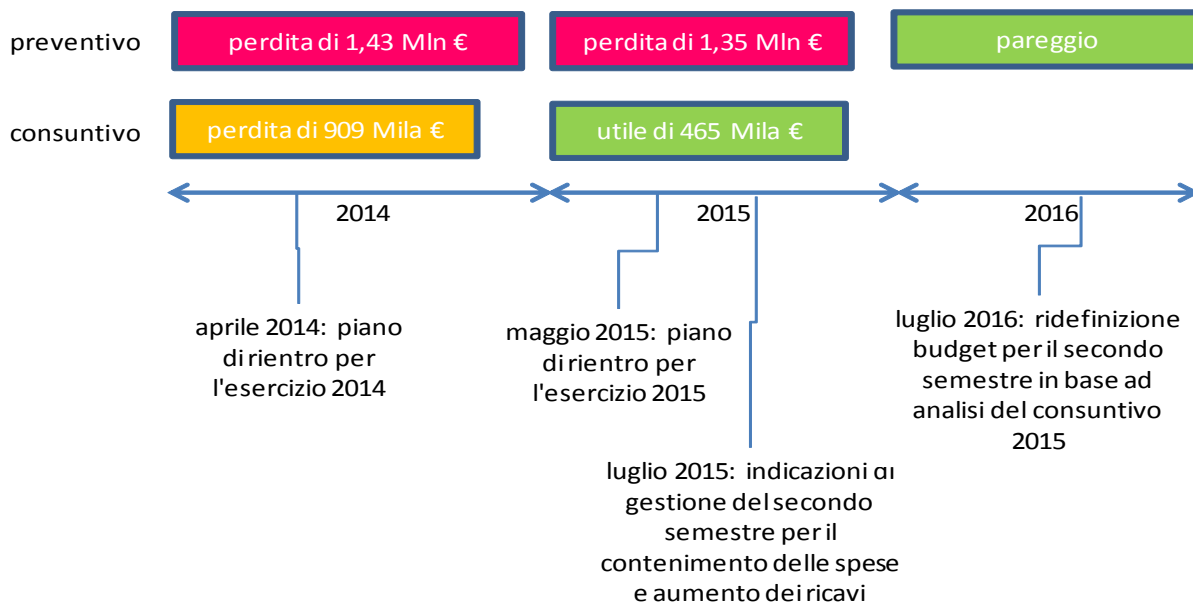 preventivo
perdita di 1,43 Mln €
perdita di 1,35 Mln €
pareggio
consuntivo
perdita di 909 Mila €
utile di 465 Mila €
2014
2015
2016
aprile 2014: piano
di rientro per
l'esercizio 2014
maggio 2015: piano
di rientro per
l'esercizio 2015
luglio 2016: ridefinizione
budget per il secondo
semestre in base ad
analisi del consuntivo
2015
luglio 2015: indicazioni di
gestione del secondo
semestre per il
contenimento delle spese
e aumento dei ricavi